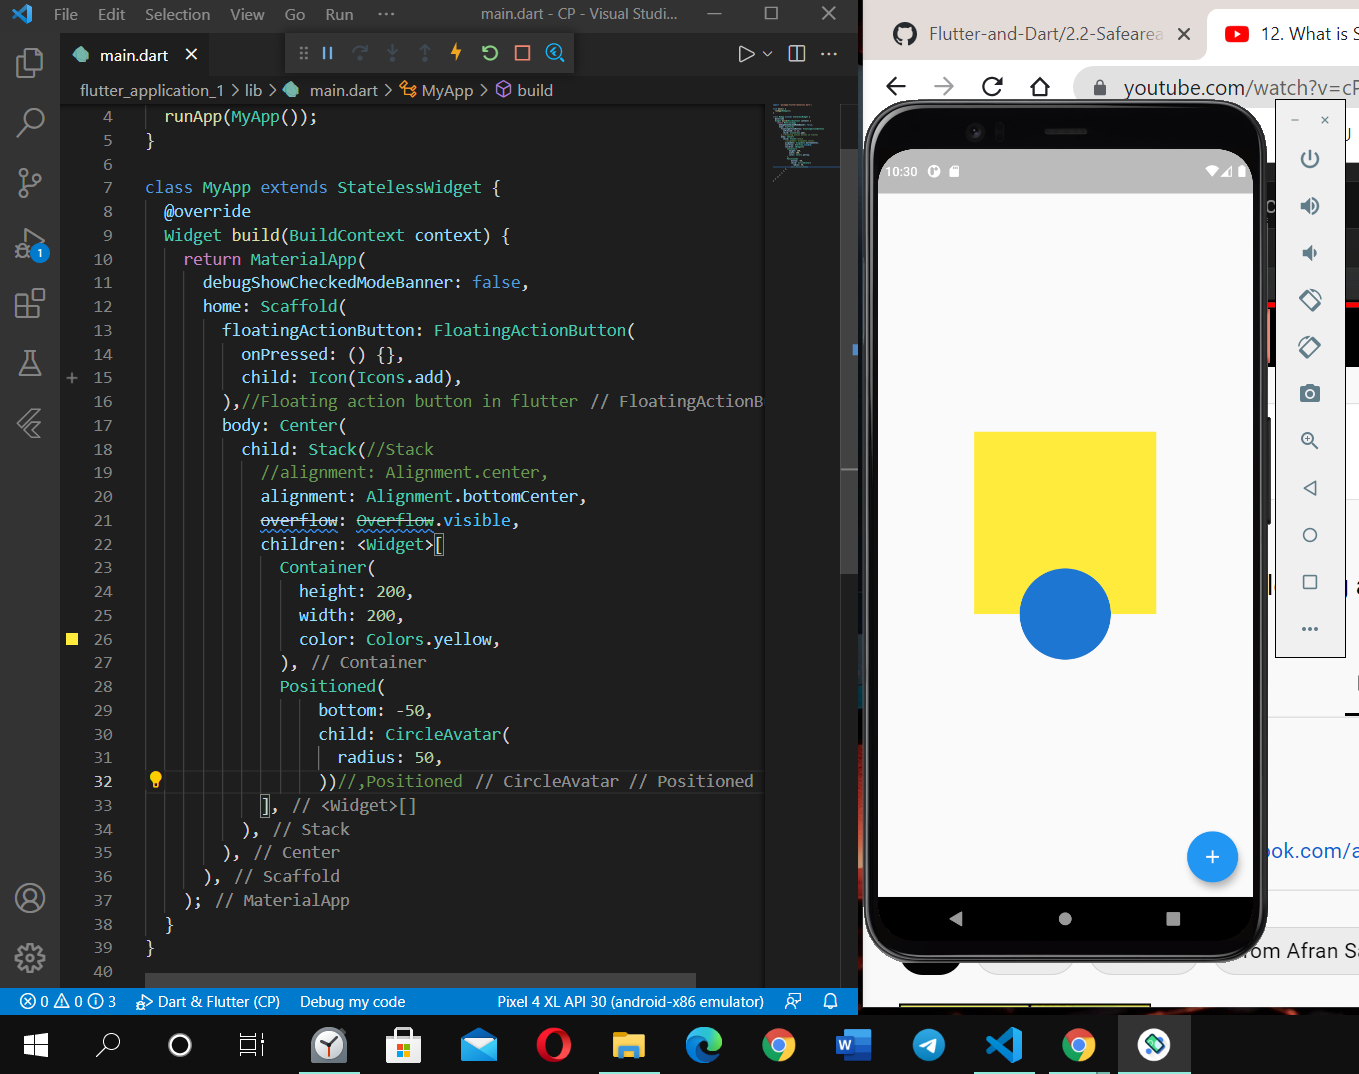 File Edit Selection View Go Run ··· main.dart - CP - Visual Studi...
main.dart
flutter_application_1 > lib > main.dart > MyApp > build
4 runApp(MyApp());
5 }
6
7 class MyApp extends StatelessWidget {
8 @override
9 Widget build(BuildContext context) {
10 return MaterialApp(
11 debugShowCheckedModeBanner: false,
12 home: Scaffold(
13 floatingActionButton: FloatingActionButton(
14 onPressed: () {},
15 child: Icon(Icons.add),
16 ),//Floating action button in flutter // FloatingActionB
17 body: Center(
18 child: Stack(//Stack
19 //alignment: Alignment.center,
20 alignment: Alignment.bottomCenter,
21 overflow: Overflow.visible,
22 children: <Widget>[
23 Container(
24 height: 200,
25 width: 200,
26 color: Colors.yellow,
27 ), // Container
28 Positioned(
29 bottom: -50,
30 child: CircleAvatar(
31 radius: 50,
32 ))//,Positioned // CircleAvatar // Positioned
33 ], // <Widget>[]
34 ), // Stack
35 ), // Center
36 ), // Scaffold
37 ); // MaterialApp
38 }
39 }
40
1
0 0 3 Dart & Flutter (CP) Debug my code Pixel 4 XL API 30 (android-x86 emulator)
Flutter-and-Dart/2.2-Safearea
12. What is S
youtube.com/watch?v=cP
10:30
ook.com/a
rom Afran Sa
W